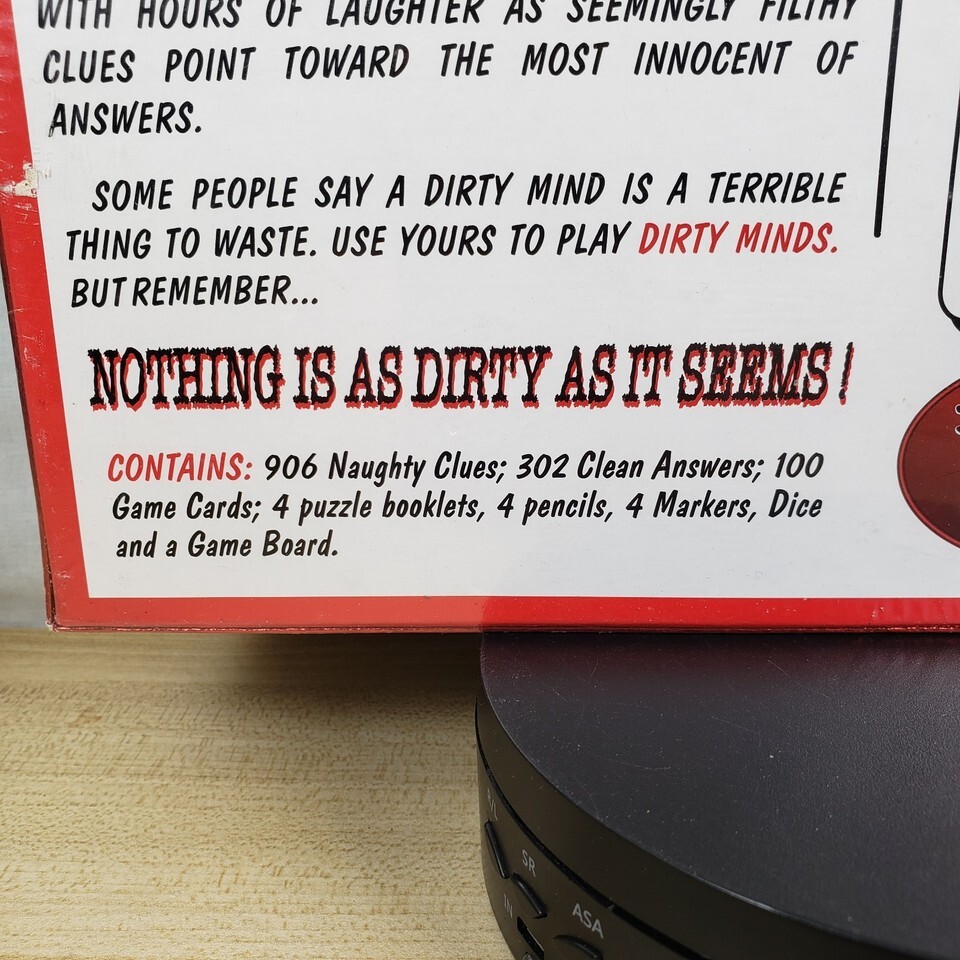 WITH HOURS OF LAUGHTER AS SEEMINGLY FILTHY
CLUES POINT TOWARD THE MOST INNOCENT OF
ANSWERS.
SOME PEOPLE SAY A DIRTY MIND IS A TERRIBLE
THING TO WASTE. USE YOURS TO PLAY DIRTY MINDS.
BUT REMEMBER...
NOTHING IS AS DIRTY AS IT SEEMS!
CONTAINS: 906 Naughty Clues; 302 Clean Answers; 100
Game Cards; 4 puzzle booklets, 4 pencils, 4 Markers, Dice
and a Game Board.
SR
IN
ASA